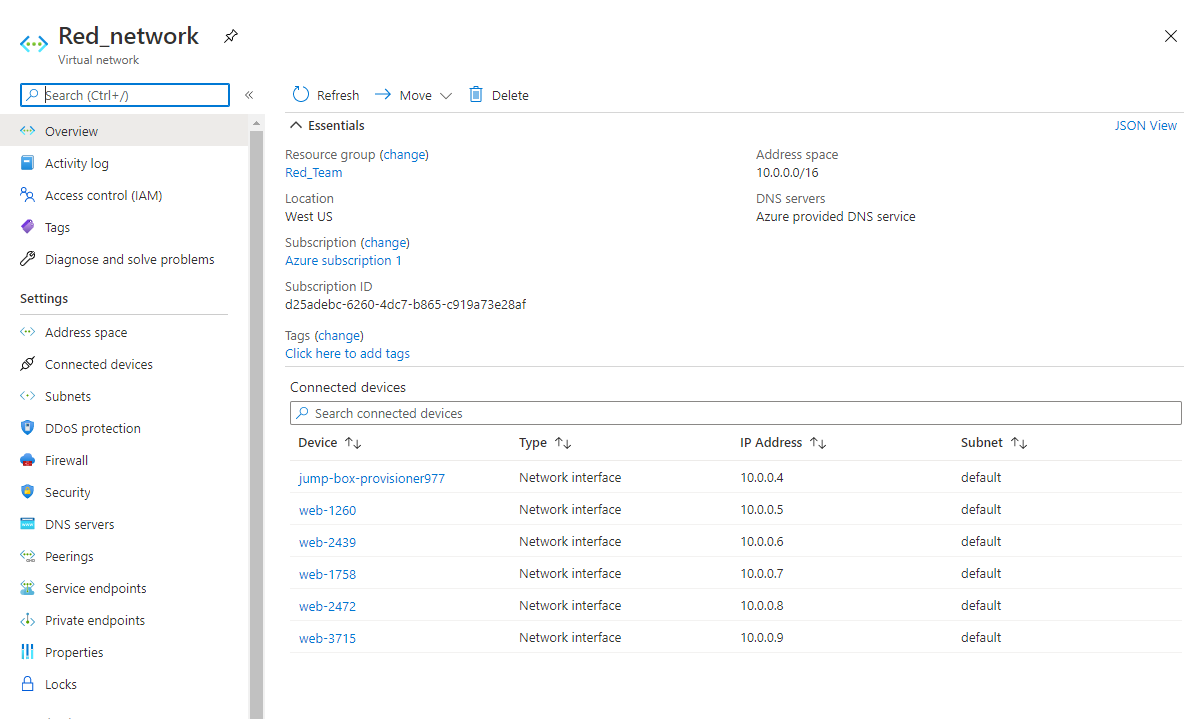 Red_network
Virtual network
Search (Ctrl+/)
«
Overview
Activity log
Access control (IAM)
Tags
Diagnose and solve problems
Settings
Address space
Connected devices
Subnets
DDoS protection
Firewall
Security
DNS servers
Peerings
Service endpoints
Private endpoints
Properties
Locks
Refresh Move Delete
Essentials JSON View
Resource group (change)
Red_Team
Location
West US
Subscription (change)
Azure subscription 1
Subscription ID
d25adebc-6260-4dc7-b865-c919a73e28af
Tags (change)
Click here to add tags
Address space
10.0.0.0/16
DNS servers
Azure provided DNS service
Connected devices
Search connected devices
Device ↑↓ Type ↑↓ IP Address ↑↓ Subnet ↑↓
jump-box-provisioner977 Network interface 10.0.0.4 default
web-1260 Network interface 10.0.0.5 default
web-2439 Network interface 10.0.0.6 default
web-1758 Network interface 10.0.0.7 default
web-2472 Network interface 10.0.0.8 default
web-3715 Network interface 10.0.0.9 default